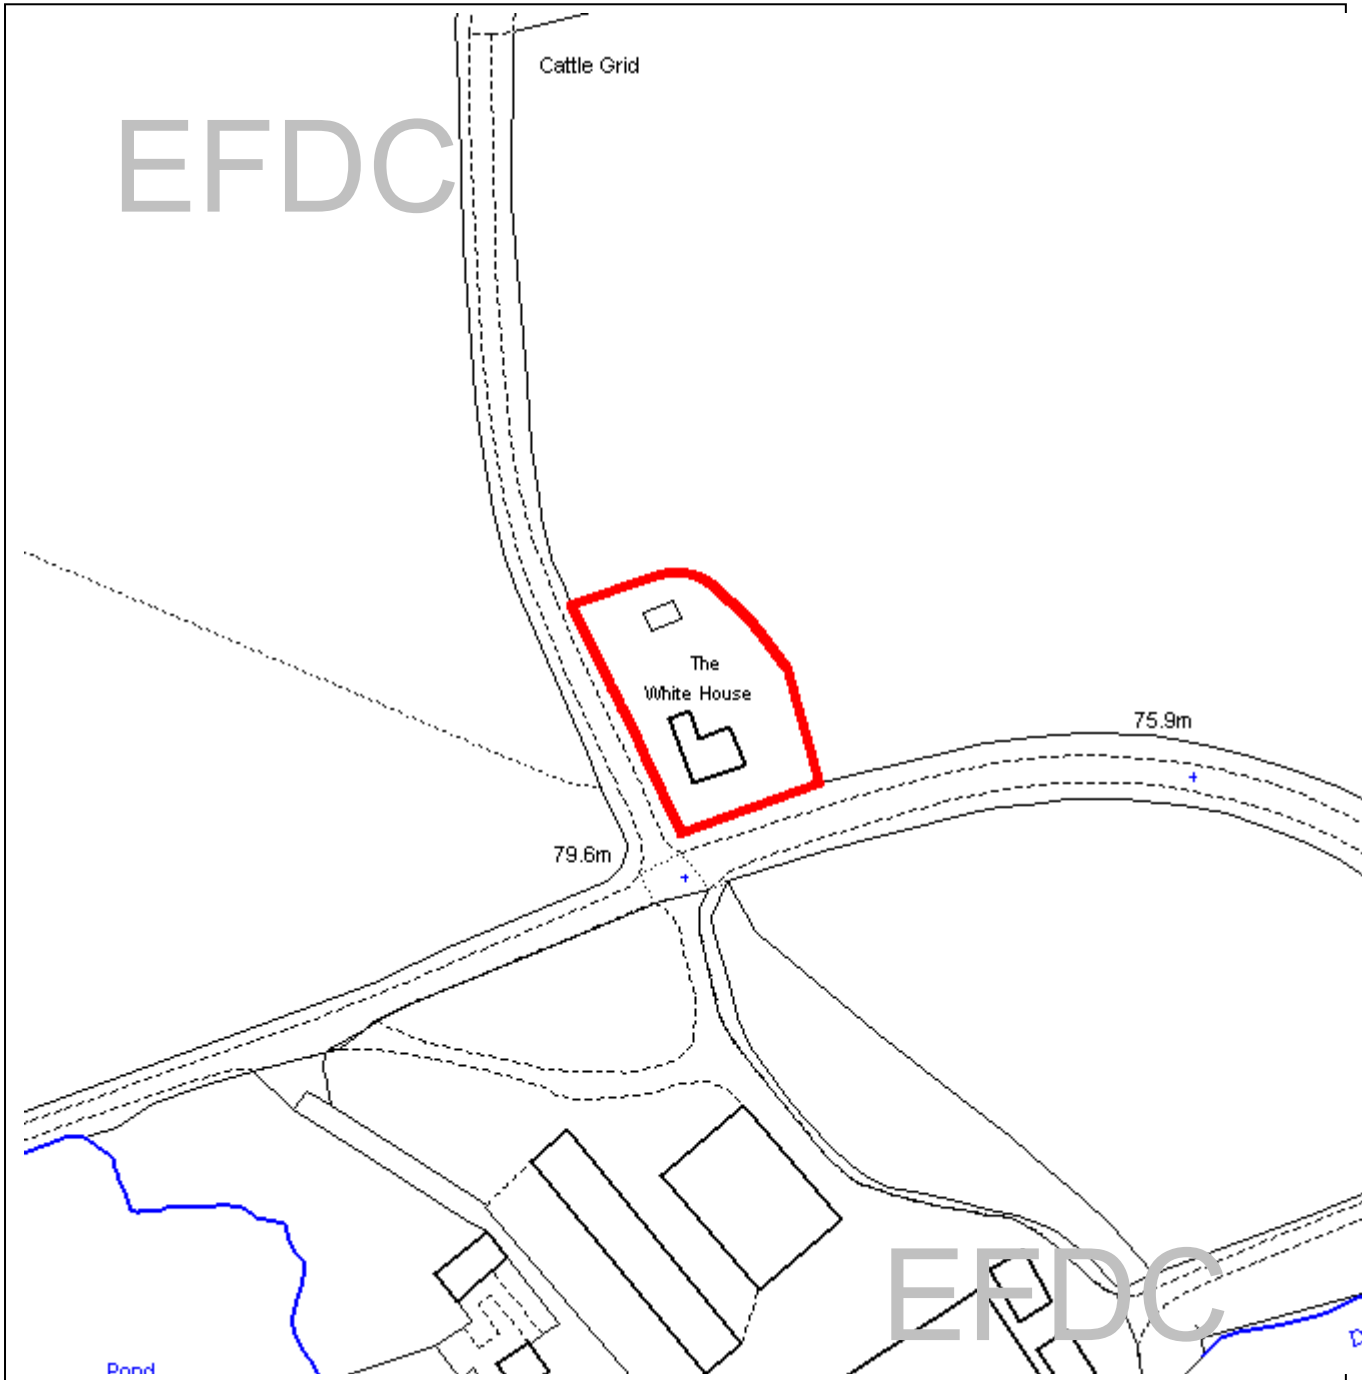 Cattle Grid
EFDC
The
White House
75.9m
79.6m
EFDC
Pond